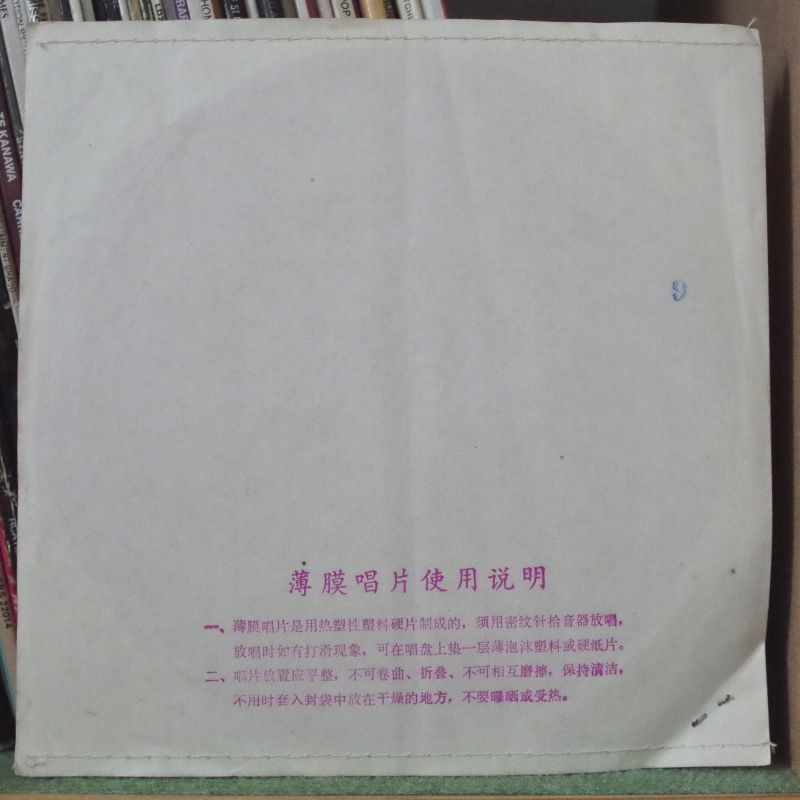 TE KANAWA
RS 22014
9
薄膜唱片使用说明
一、薄膜唱片是用热塑性塑料硬片制成的，须用密纹针拾音器放唱，
放唱时如有打滑现象，可在唱盘上垫一层薄泡沫塑料或硬纸片。
二、唱片放置应平整，不可卷曲、折叠、不可相互磨擦，保持清洁，
不用时套入封袋中放在干燥的地方，不要曝晒或受热。